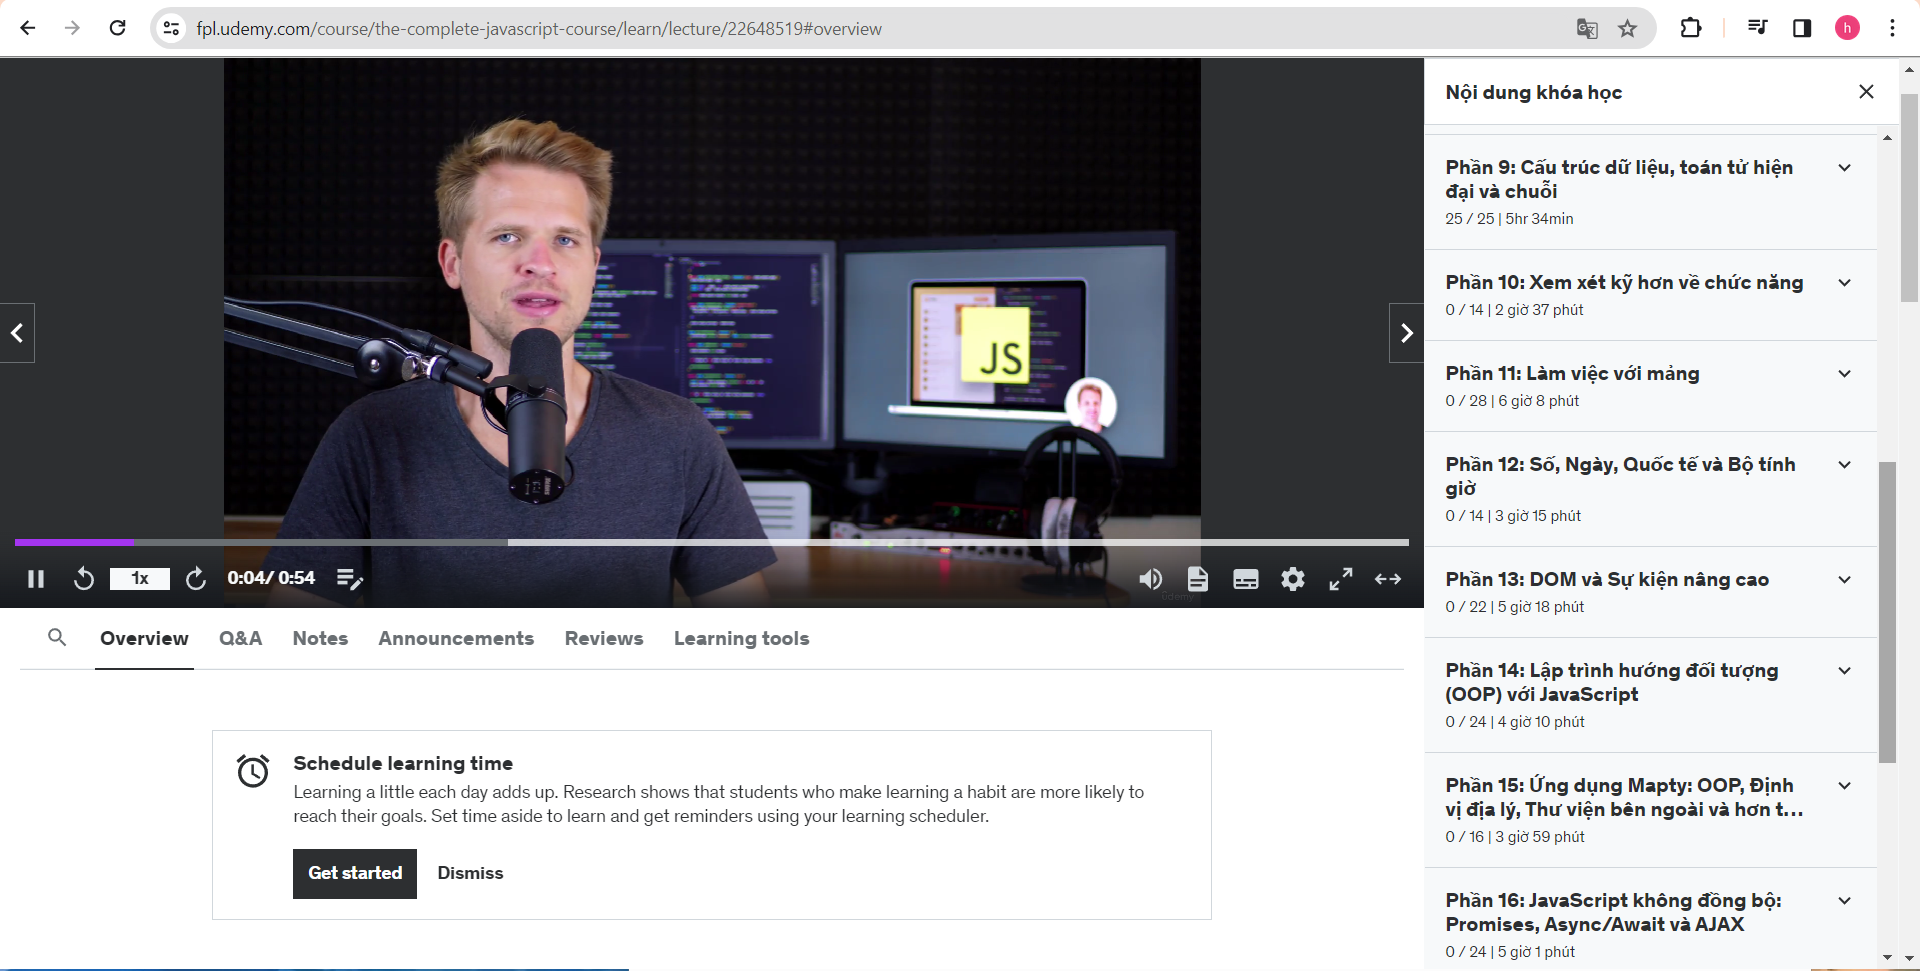 fpl.udemy.com/course/the-complete-javascript-course/learn/lecture/22648519#overview
h
JS
1x
0:04 / 0:54
Udemy
Overview
Q&A
Notes
Announcements
Reviews
Learning tools
Schedule learning time
Learning a little each day adds up. Research shows that students who make learning a habit are more likely to
reach their goals. Set time aside to learn and get reminders using your learning scheduler.
Get started
Dismiss
Nội dung khóa học
Phần 9: Cấu trúc dữ liệu, toán tử hiện
đại và chuỗi
25 / 25 | 5hr 34min
Phần 10: Xem xét kỹ hơn về chức năng
0 / 14 | 2 giờ 37 phút
Phần 11: Làm việc với mảng
0 / 28 | 6 giờ 8 phút
Phần 12: Số, Ngày, Quốc tế và Bộ tính
giờ
0 / 14 | 3 giờ 15 phút
Phần 13: DOM và Sự kiện nâng cao
0 / 22 | 5 giờ 18 phút
Phần 14: Lập trình hướng đối tượng
(OOP) với JavaScript
0 / 24 | 4 giờ 10 phút
Phần 15: Ứng dụng Mapty: OOP, Định
vị địa lý, Thư viện bên ngoài và hơn t...
0 / 16 | 3 giờ 59 phút
Phần 16: JavaScript không đồng bộ:
Promises, Async/Await và AJAX
0 / 24 | 5 giờ 1 phút